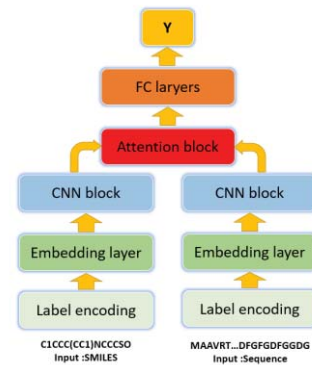 Y
FC laryers
Attention block
CNN block
CNN block
Embedding layer
Embedding layer
Label encoding
Label encoding
C1CCC(CC1)NCCCSO
Input :SMILES
MAAVRT...DFGFGDFGGDG
Input :Sequence